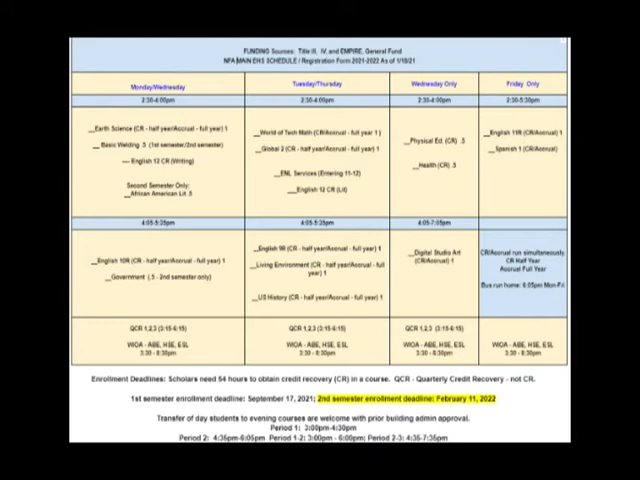 FUNDING Sources: Title III, IV, and EMPIRE, General Fund
NFA MAIN EHS SCHEDULE / Registration Form 2021-2022 As of 1/18/21
Monday/Wednesday
Tuesday/Thursday
Wednesday Only
Friday Only
2:30-4:00pm
2:30-4:00pm
2:30-4:00pm
2:30-5:30pm
__Earth Science (CR - half year/Accrual - full year) 1
__ Basic Welding .5 (1st semester/2nd semester)
---- English 12 CR (Writing)
Second Semester Only:
__African American Lit .5
__World of Tech Math (CR/Accrual - full year 1 )
__Global 2 (CR - half year/Accrual - full year) 1
__ENL Services (Entering 11-12)
__English 12 CR (Lit)
__Physical Ed. (CR) .5
__Health (CR) .5
__English 11R (CR/Accrual) 1
__Spanish 1 (CR/Accrual)
4:05-5:35pm
4:05-5:35pm
4:05-7:05pm
__English 10R (CR - half year/Accrual - full year) 1
__Government (.5 - 2nd semester only)
__English 9R (CR - half year/Accrual - full year) 1
__Living Environment (CR - half year/Accrual - full
year) 1
__US History (CR - half year/Accrual - full year) 1
__Digital Studio Art
(CR/Accrual) 1
CR/Accrual run simultaneously.
CR Half Year
Accrual Full Year
Bus run home: 6:05pm Mon-Fri
QCR 1,2,3 (3:15-6:15)
WIOA - ABE, HSE, ESL
3:30 - 8:30pm
QCR 1,2,3 (3:15-6:15)
WIOA - ABE, HSE, ESL
3:30 - 8:30pm
QCR 1,2,3 (3:15-6:15)
WIOA - ABE, HSE, ESL
3:30 - 8:30pm
WIOA - ABE, HSE, ESL
3:30 - 8:30pm
Enrollment Deadlines: Scholars need 54 hours to obtain credit recovery (CR) in a course. QCR - Quarterly Credit Recovery - not CR.
1st semester enrollment deadline: September 17, 2021; 2nd semester enrollment deadline: February 11, 2022
Transfer of day students to evening courses are welcome with prior building admin approval.
Period 1: 3:00pm-4:30pm
Period 2: 4:35pm-6:05pm Period 1-2: 3:00pm - 6:00pm; Period 2-3: 4:35-7:35pm